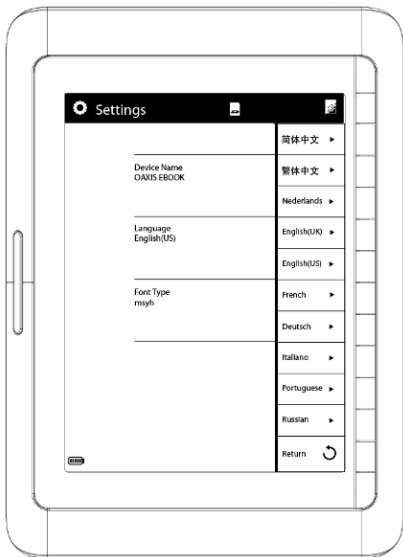 Settings
Device Name
OAXIS EBOOK
Language
English(US)
Font Type
msyh
简体中文
繁体中文
Nederlands
English(UK)
English(US)
French
Deutsch
Italiano
Portuguese
Russian
Return